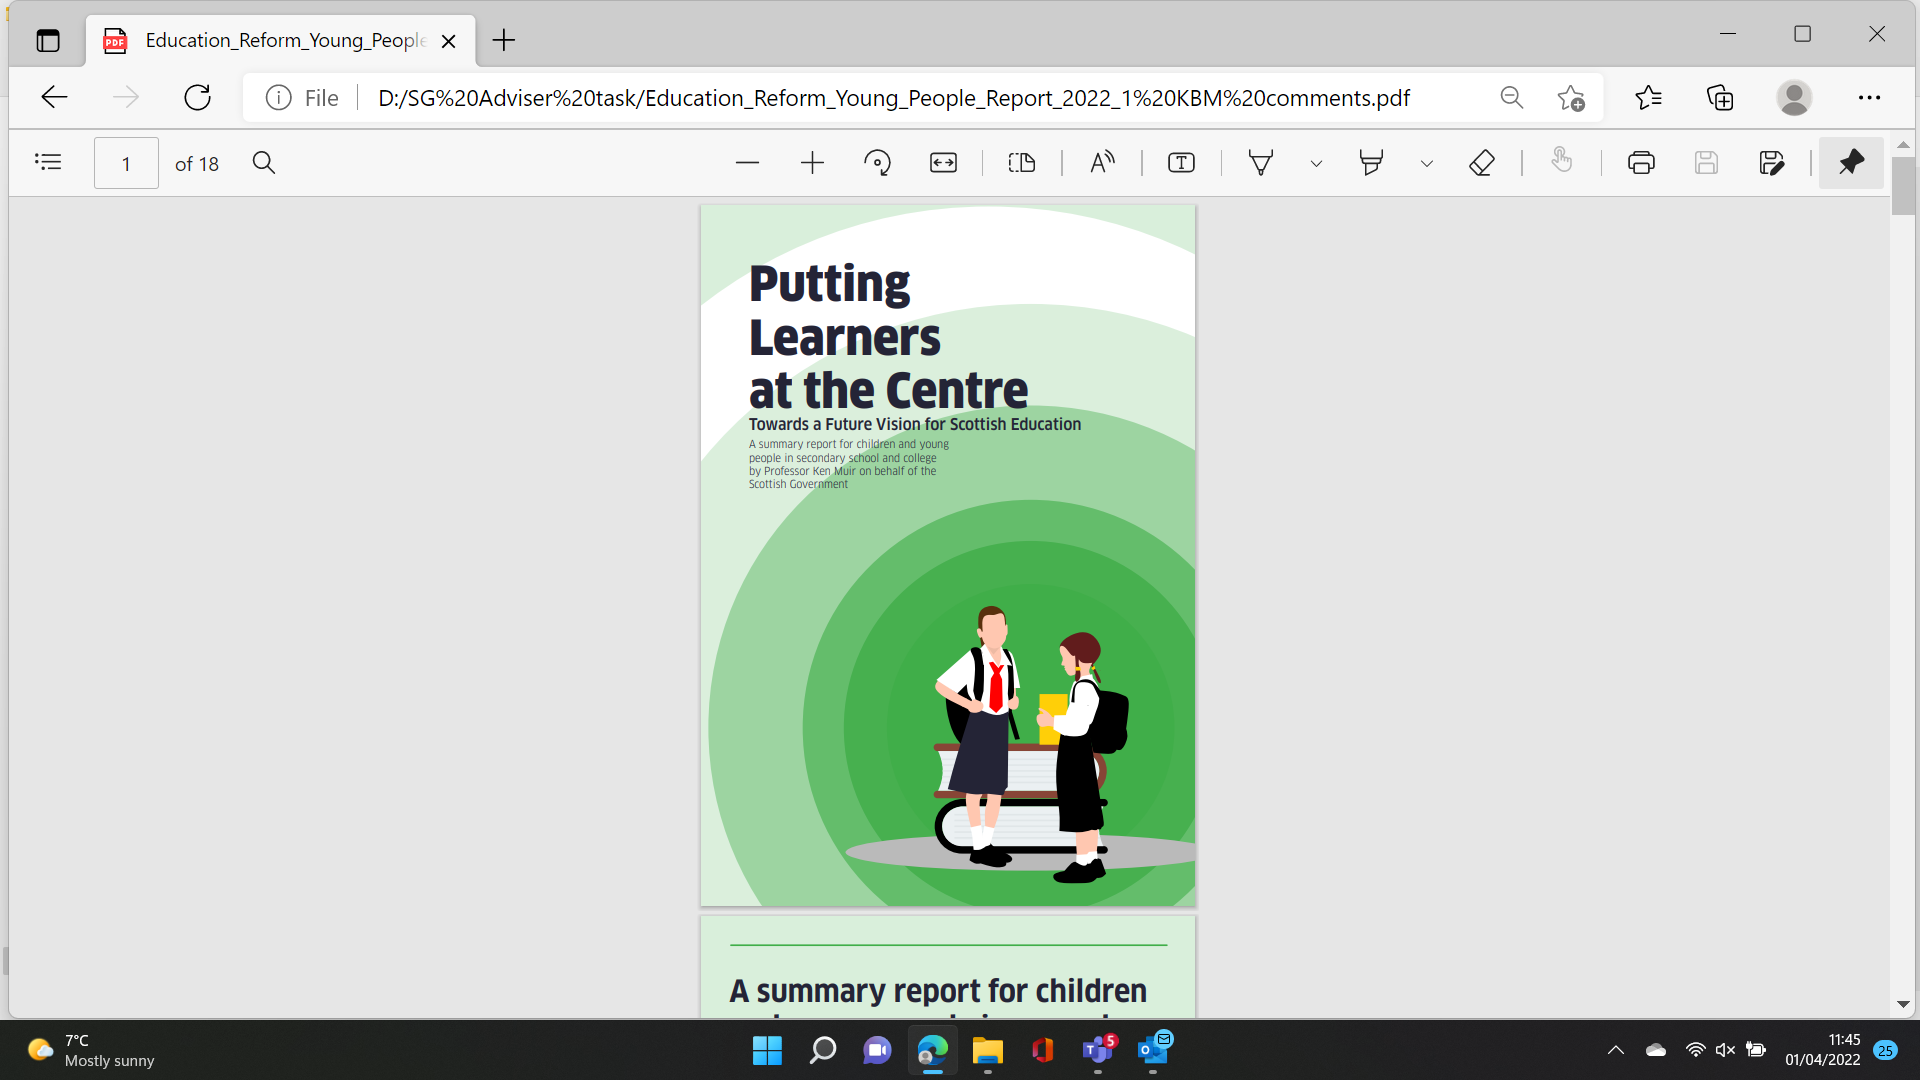 Education_Reform_Young_People
File
D:/SG%20Adviser%20task/Education_Reform_Young_People_Report_2022_1%20KBM%20comments.pdf
1
of 18
Putting
Learners
at the Centre
Towards a Future Vision for Scottish Education
A summary report for children and young
people in secondary school and college
by Professor Ken Muir on behalf of the
Scottish Government
A summary report for children
7°C
Mostly sunny
5
11:45
01/04/2022
25